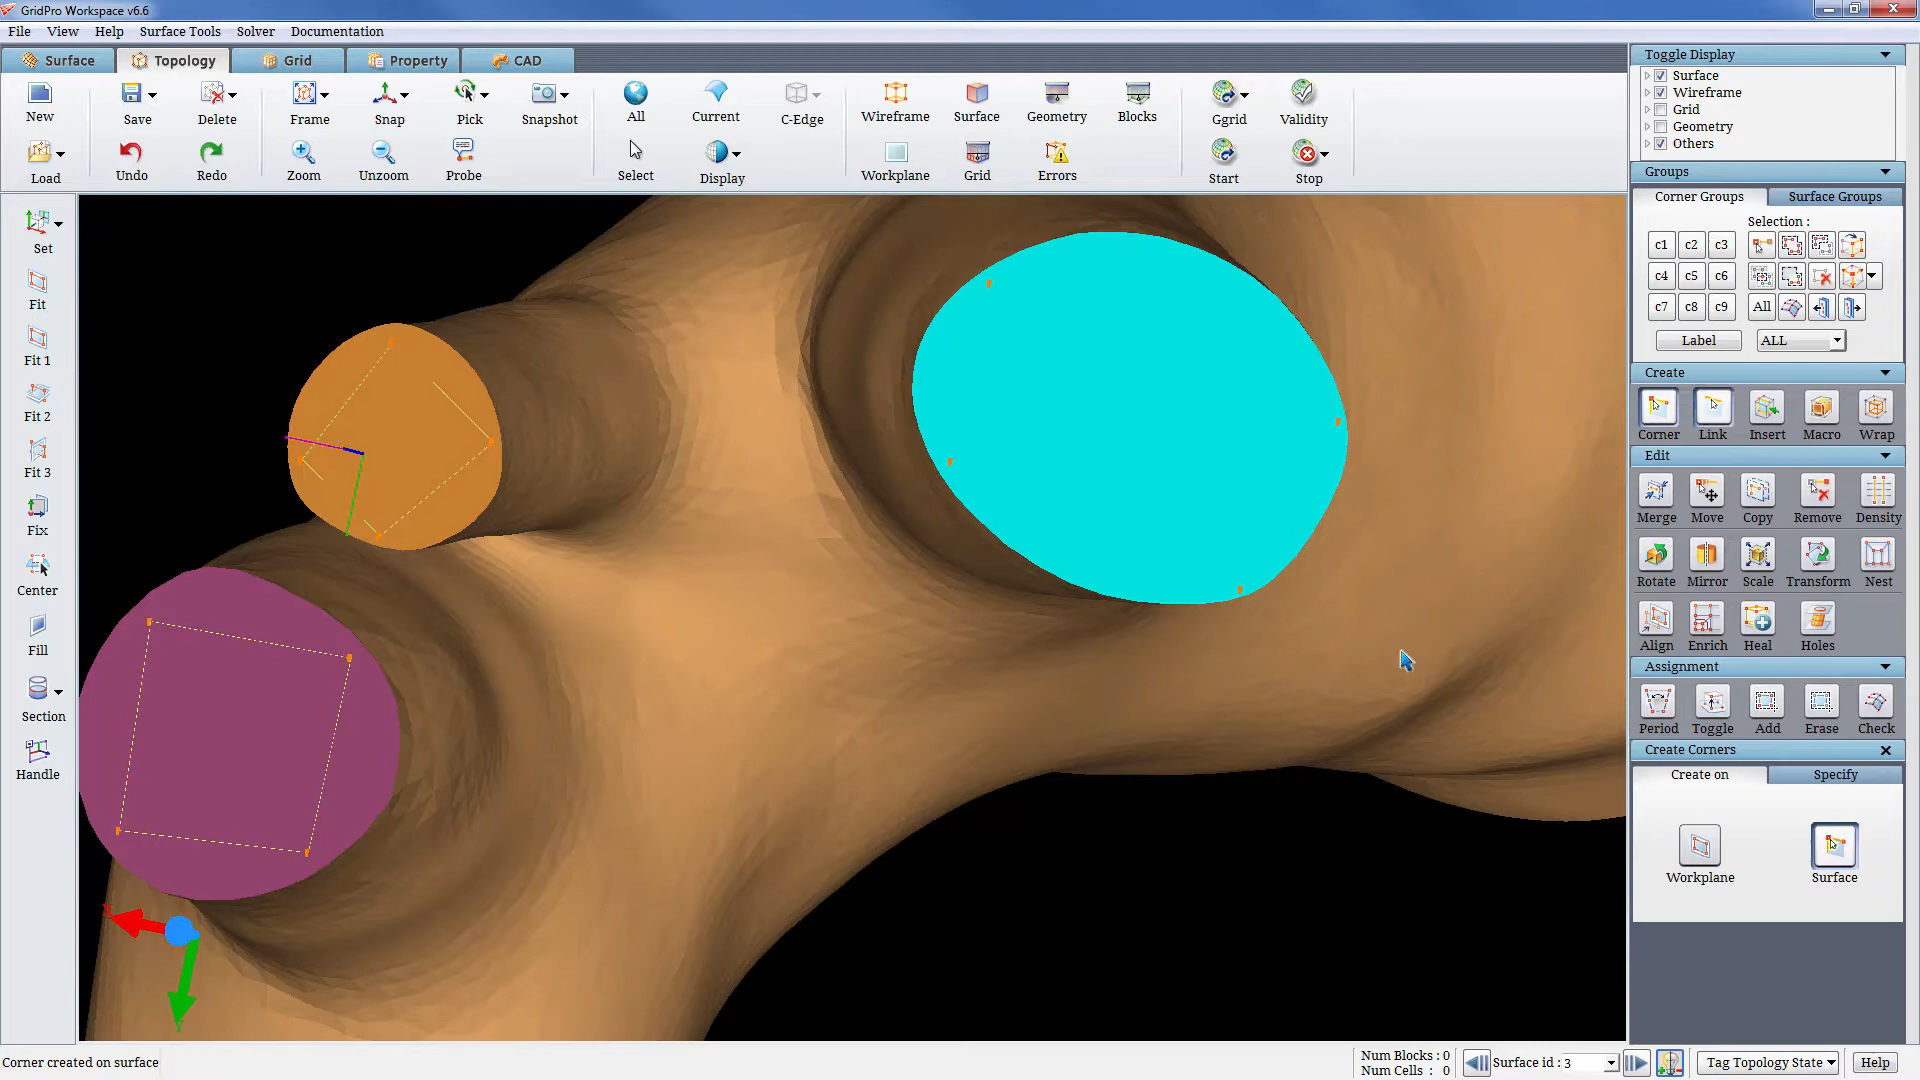 GridPro Workspace v6.6
File View Help Surface Tools Solver Documentation
Surface Topology Grid Property CAD
New Save Delete Frame Snap Pick Snapshot All Current C-Edge Wireframe Surface Geometry Blocks Ggrid Validity
Load Undo Redo Zoom Unzoom Probe Select Display Workplane Grid Errors Start Stop
Set
Fit
Fit 1
Fit 2
Fit 3
Fix
Center
Fill
Section
Handle
X
Y
Toggle Display
Surface
Wireframe
Grid
Geometry
Others
Groups
Corner Groups Surface Groups
Selection :
c1 c2 c3
c4 c5 c6
c7 c8 c9 All
Label ALL
Create
Corner Link Insert Macro Wrap
Edit
Merge Move Copy Remove Density
Rotate Mirror Scale Transform Nest
Align Enrich Heal Holes
Assignment
Period Toggle Add Erase Check
Create Corners
Create on Specify
Workplane Surface
Corner created on surface
Num Blocks : 0
Num Cells : 0
Surface id : 3
Tag Topology State
Help